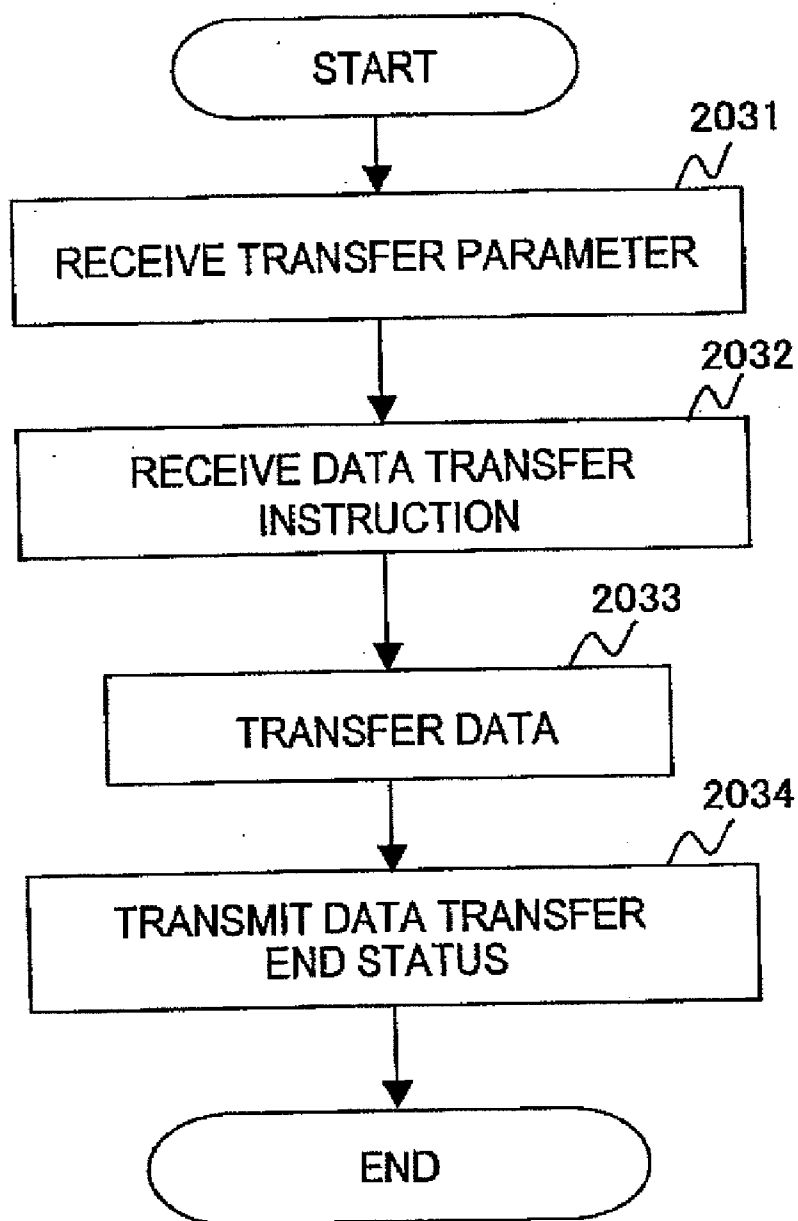 START
2031
RECEIVE TRANSFER PARAMETER
2032
RECEIVE DATA TRANSFER
INSTRUCTION
2033
TRANSFER DATA
2034
TRANSMIT DATA TRANSFER
END STATUS
END